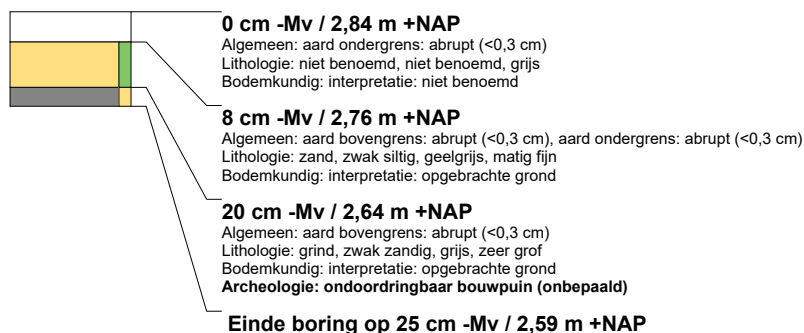 0 cm -Mv / 2,84 m +NAP
Algemeen: aard ondergrens: abrupt (<0,3 cm)
Lithologie: niet benoemd, niet benoemd, grijs
Bodemkundig: interpretatie: niet benoemd
8 cm -Mv / 2,76 m +NAP
Algemeen: aard bovengrens: abrupt (<0,3 cm), aard ondergrens: abrupt (<0,3 cm)
Lithologie: zand, zwak siltig, geelgrijs, matig fijn
Bodemkundig: interpretatie: opgebrachte grond
20 cm -Mv / 2,64 m +NAP
Algemeen: aard bovengrens: abrupt (<0,3 cm)
Lithologie: grind, zwak zandig, grijs, zeer grof
Bodemkundig: interpretatie: opgebrachte grond
Archeologie: ondoordringbaar bouwpuin (onbepaald)
Einde boring op 25 cm -Mv / 2,59 m +NAP